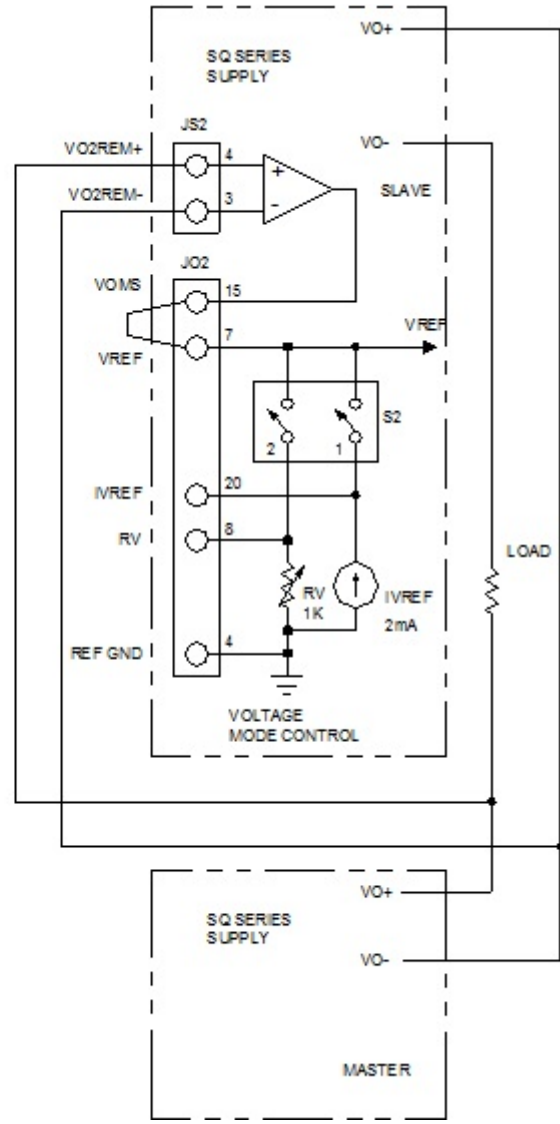 VO+
SQ SERIES
SUPPLY
JS2
VO2REM+
4
VO-
VO2REM-
3
+
-
SLAVE
JO2
VOMS
15
VREF
7
VREF
S2
2
1
IVREF
20
RV
8
LOAD
RV
1K
IVREF
2mA
REF GND
4
VOLTAGE
MODE CONTROL
VO+
SQ SERIES
SUPPLY
VO-
MASTER